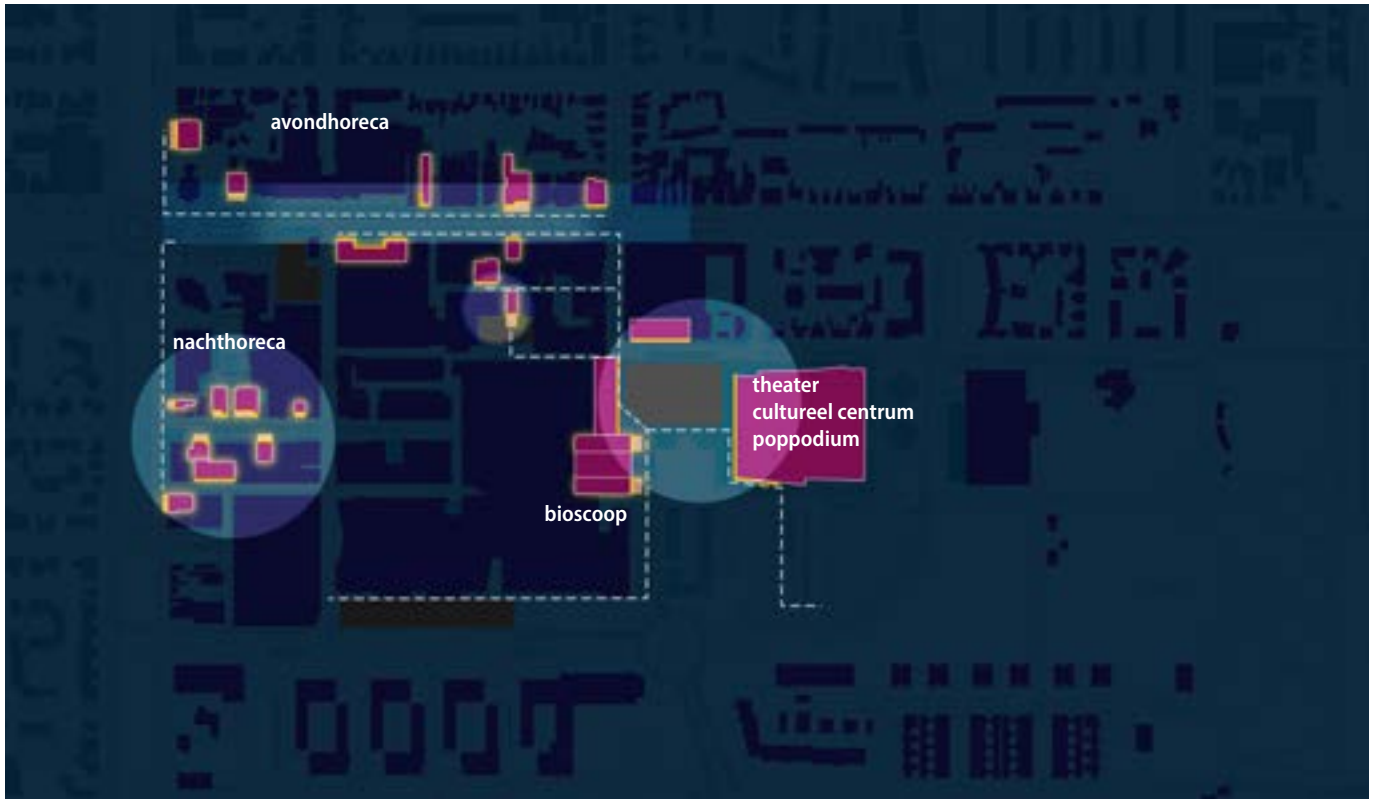 avondhoreca
nachthoreca
theater
cultureel centrum
poppodium
bioscoop